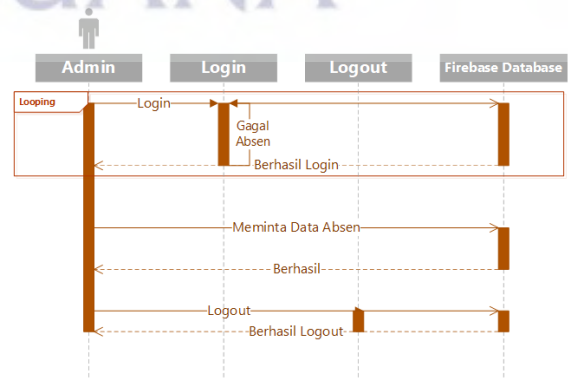 Admin
Login
Logout
Firebase Database
Looping
Login
Gagal
Absen
Berhasil Login
Meminta Data Absen
Berhasil
Logout
Berhasil Logout